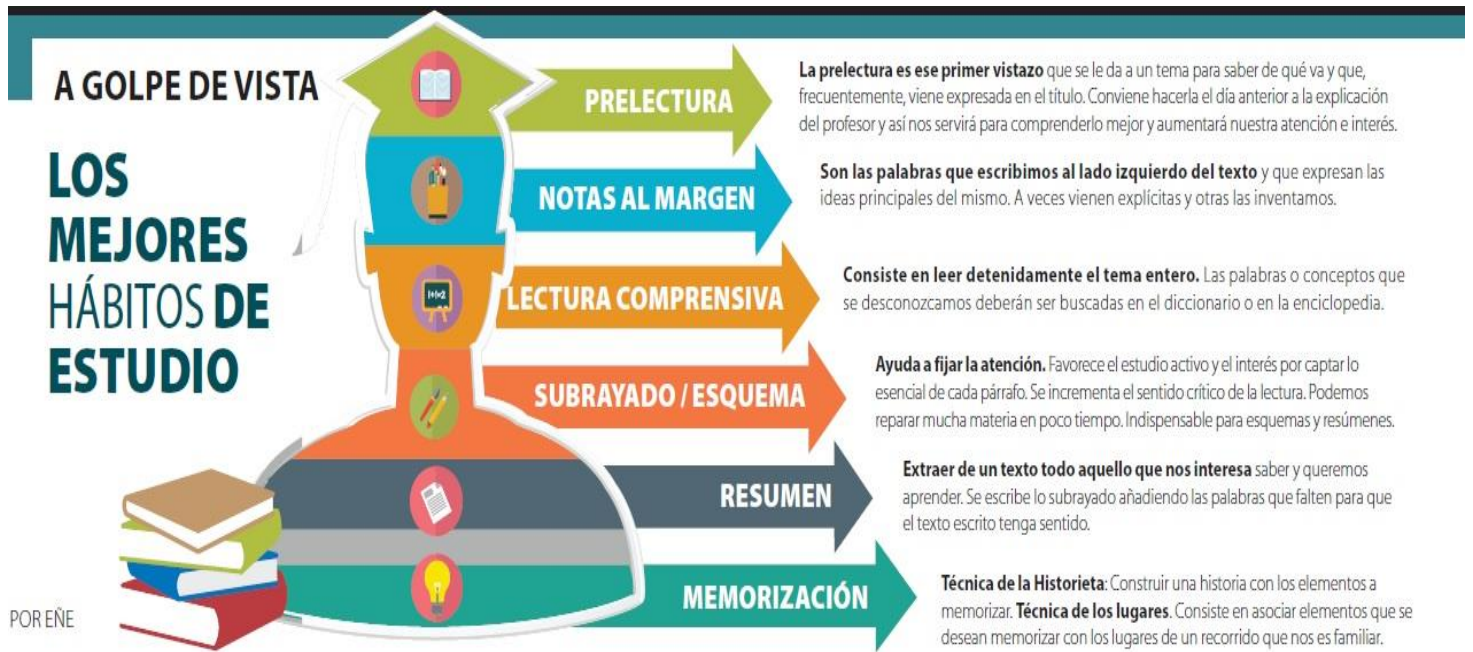 A GOLPE DE VISTA
LOS
MEJORES
HÁBITOS DE
ESTUDIO
PRELECTURA
La prelectura es ese primer vistazo que se le da a un tema para saber de qué va y que,
frecuentemente, viene expresada en el título. Conviene hacerla el día anterior a la explicación
del profesor y así nos servirá para comprenderlo mejor y aumentará nuestra atención e interés.
NOTAS AL MARGEN
Son las palabras que escribimos al lado izquierdo del texto y que expresan las
ideas principales del mismo. A veces vienen explícitas y otras las inventamos.
1+1=2
LECTURA COMPRENSIVA
Consiste en leer detenidamente el tema entero. Las palabras o conceptos que
se desconozcamos deberán ser buscadas en el diccionario o en la enciclopedia.
SUBRAYADO / ESQUEMA
Ayuda a fijar la atención. Favorece el estudio activo y el interés por captar lo
esencial de cada párrafo. Se incrementa el sentido crítico de la lectura. Podemos
reparar mucha materia en poco tiempo. Indispensable para esquemas y resúmenes.
RESUMEN
Extraer de un texto todo aquello que nos interesa saber y queremos
aprender. Se escribe lo subrayado añadiendo las palabras que falten para que
el texto escrito tenga sentido.
MEMORIZACIÓN
Técnica de la Historieta: Construir una historia con los elementos a
memorizar. Técnica de los lugares. Consiste en asociar elementos que se
desean memorizar con los lugares de un recorrido que nos es familiar.
POR EÑE